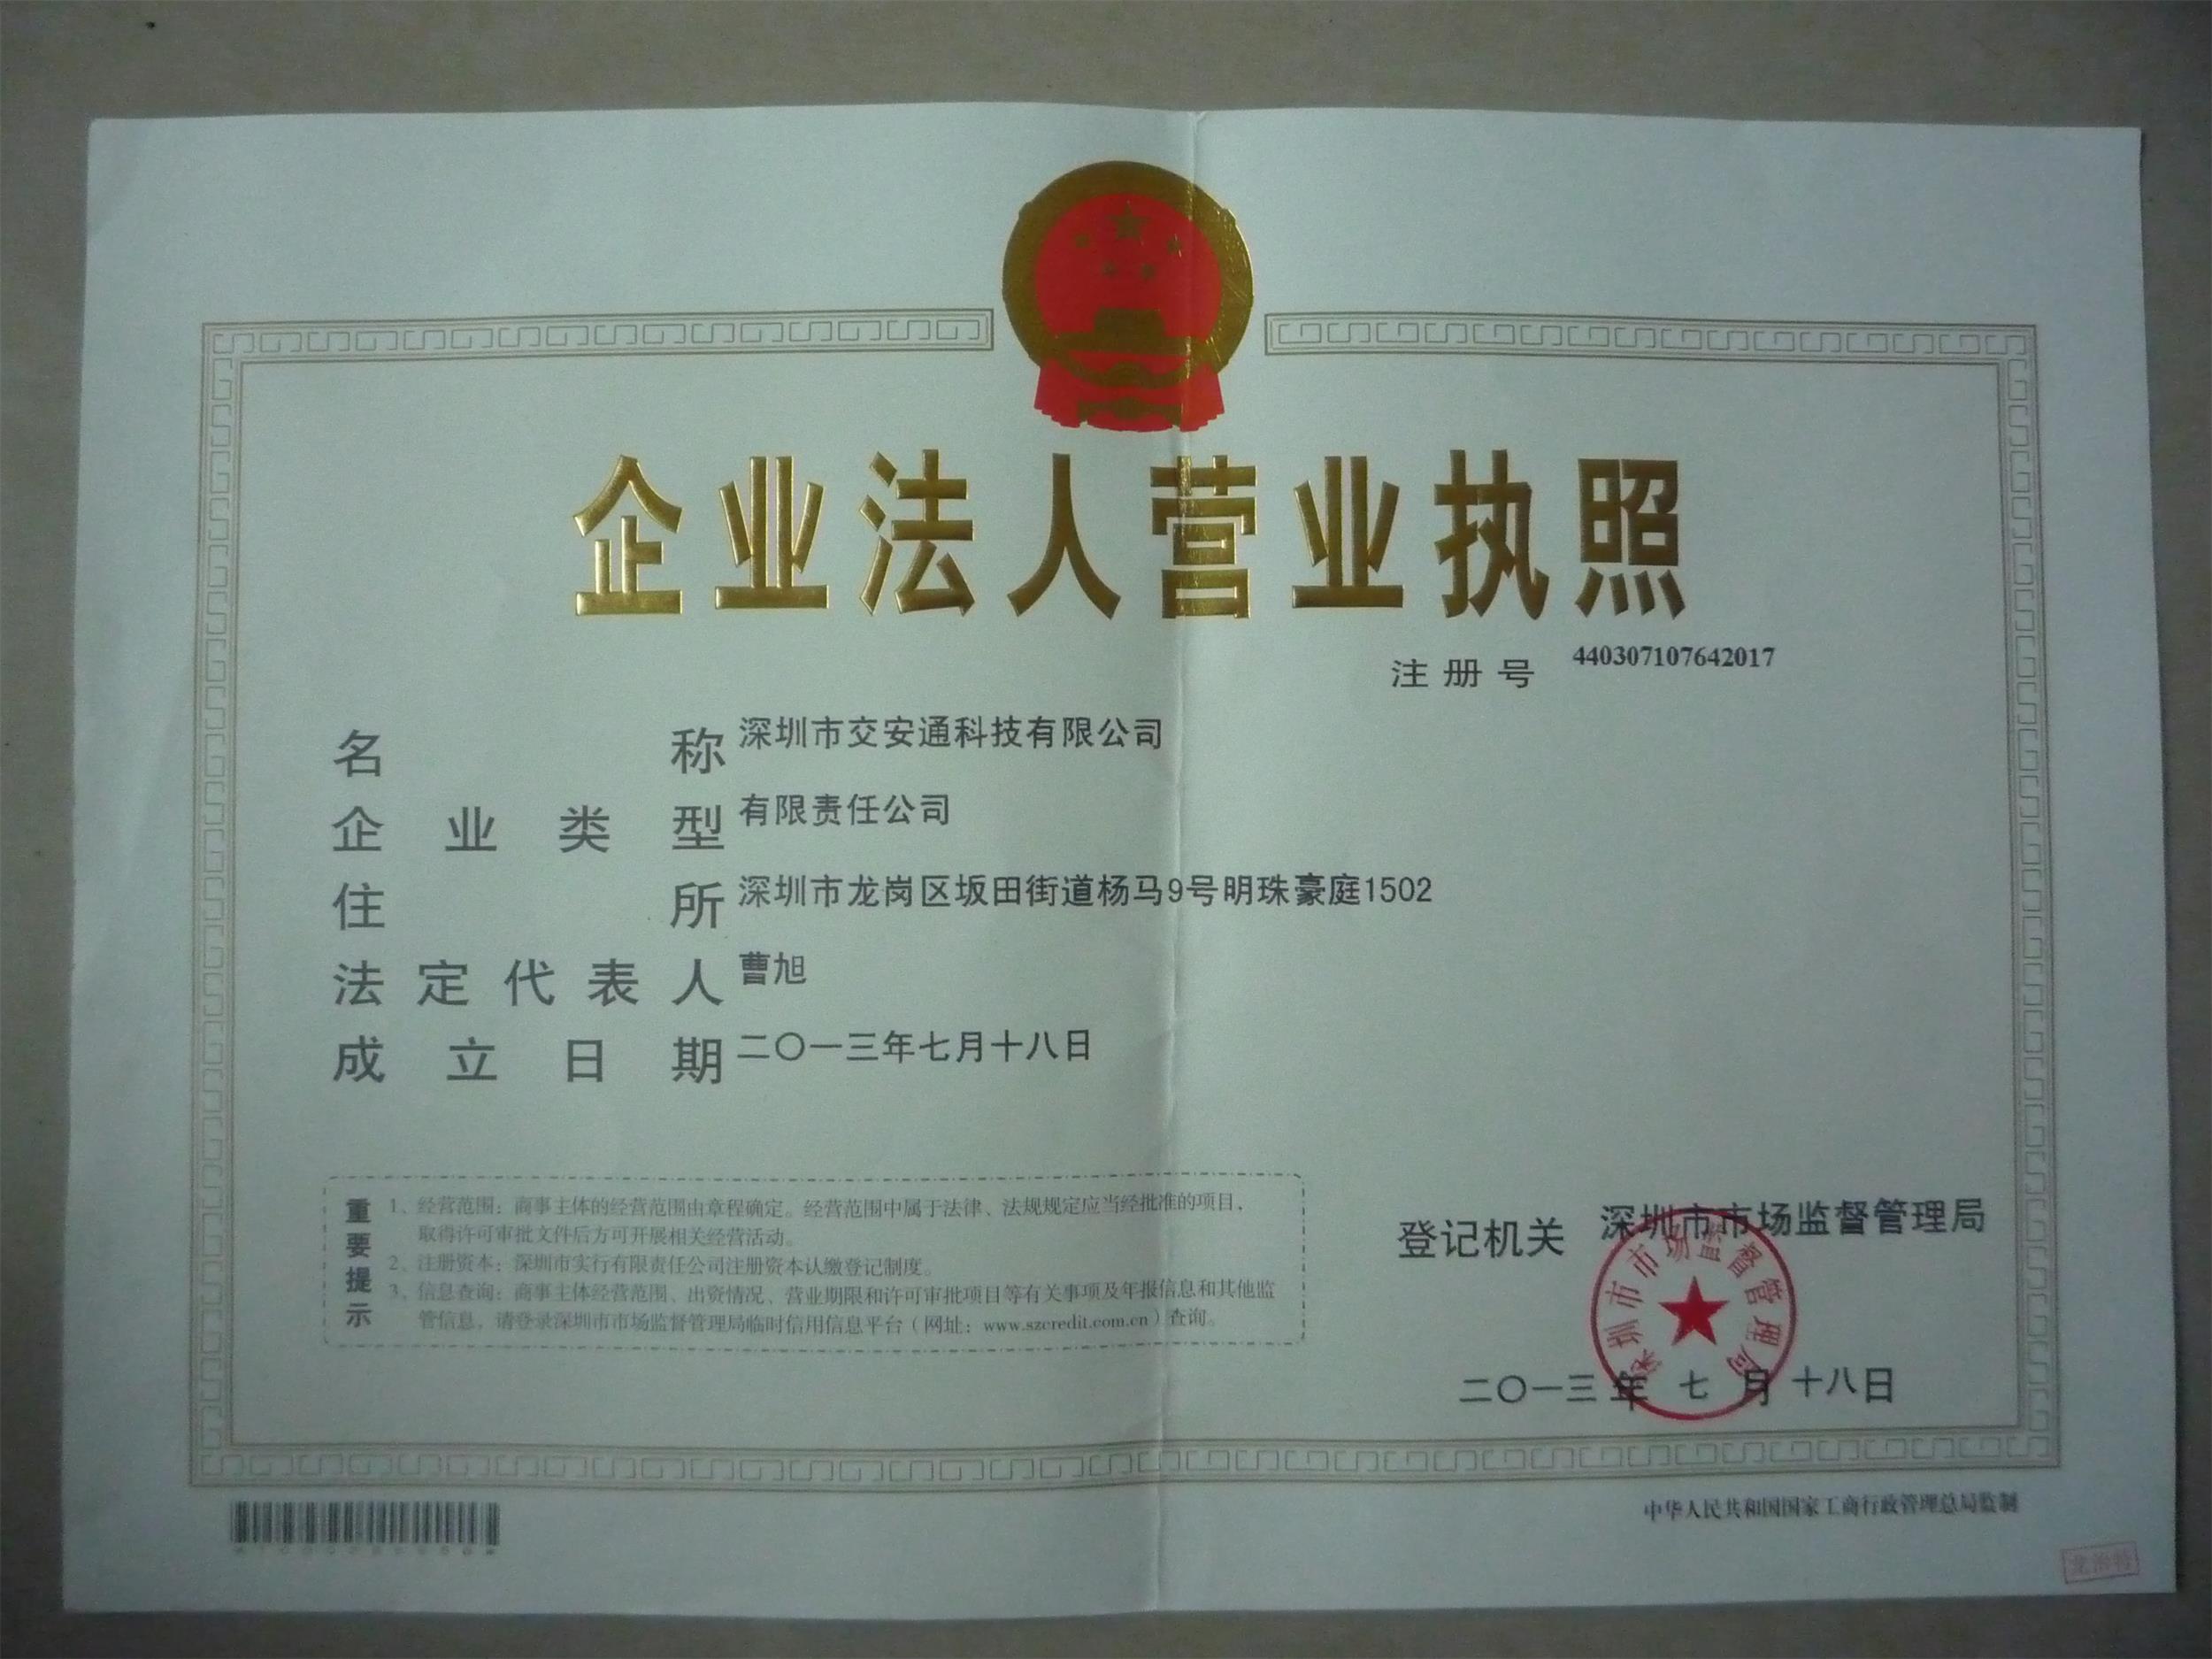 企业法人营业执照
注册号 440307107642017
名称 深圳市交安通科技有限公司
企业类型 有限责任公司
住所 深圳市龙岗区坂田街道杨马9号明珠豪庭1502
法定代表人 曹旭
成立日期 二〇一三年七月十八日
重要提示
1、经营范围：商事主体的经营范围由章程确定。经营范围中属于法律、法规规定应当经批准的项目，
取得许可审批文件后方可开展相关经营活动。
2、注册资本：深圳市实行有限责任公司注册资本认缴登记制度。
3、信息查询：商事主体经营范围、出资情况、营业期限和许可审批项目等有关事项及年报信息和其他监
管信息，请登录深圳市市场监督管理局临时信用信息平台（网址：www.szcredit.com.cn）查询。
登记机关 深圳市市场监督管理局
深圳市市场监督管理局
二〇一三年七月十八日
中华人民共和国国家工商行政管理总局监制